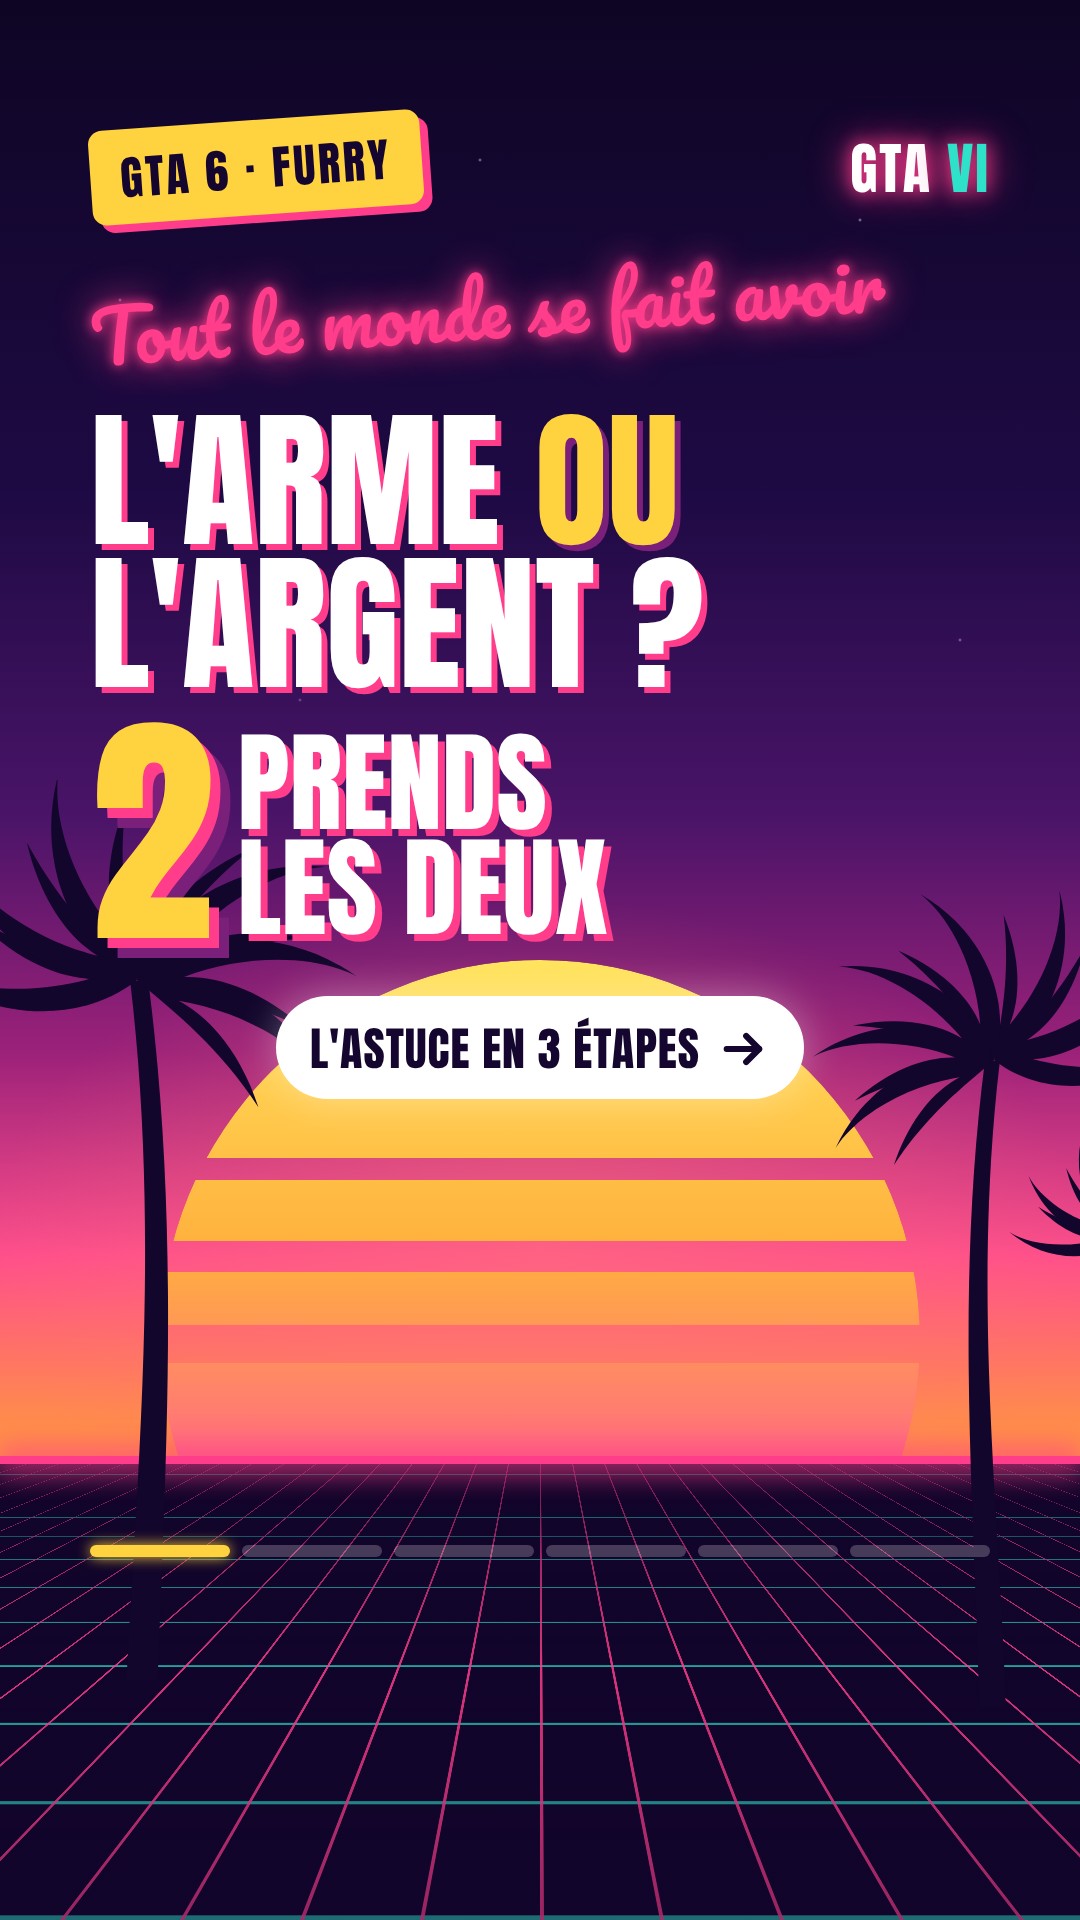 GTA 6 · FURRY
GTA VI
Tout le monde se fait avoir
L'ARME OU
L'ARGENT ?
2 PRENDS
LES DEUX
L'ASTUCE EN 3 ÉTAPES →